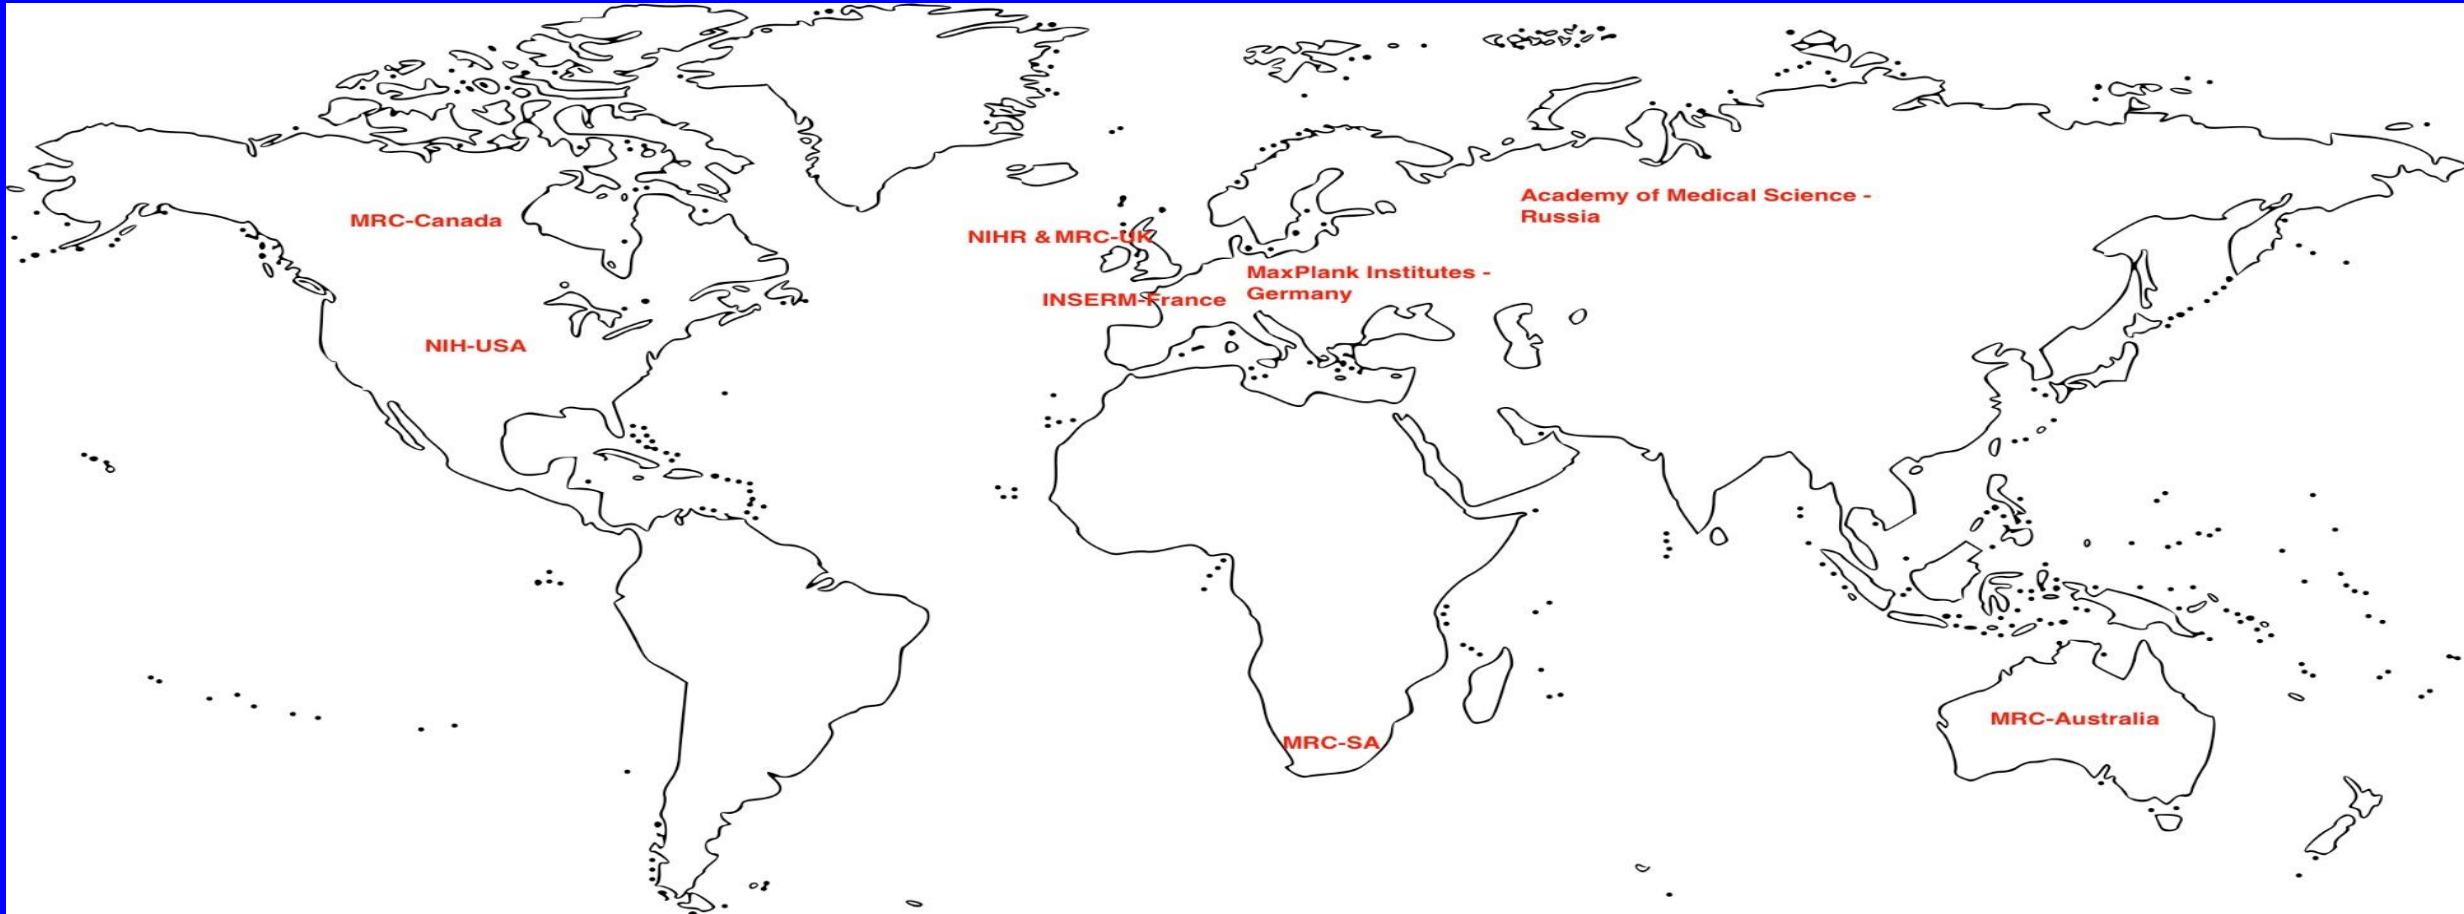 Academy of Medical Science -
Russia
MRC-Canada
NIHR & MRC-UK
MaxPlank Institutes -
Germany
INSERM-France
NIH-USA
MRC-Australia
MRC-SA